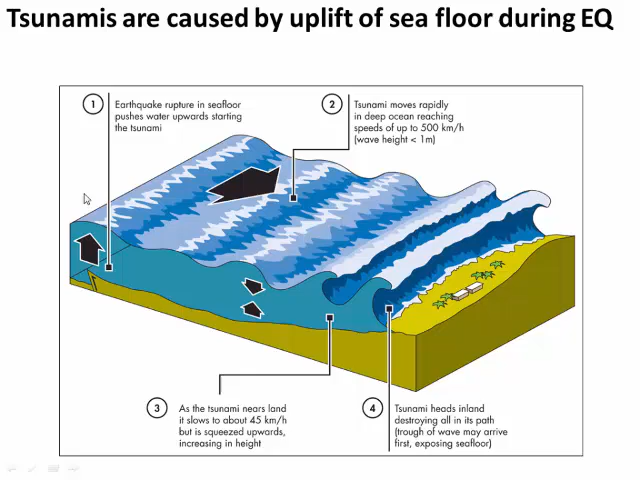 Tsunamis are caused by uplift of sea floor during EQ
1
Earthquake rupture in seafloor
pushes water upwards starting
the tsunami
2
Tsunami moves rapidly
in deep ocean reaching
speeds of up to 500 km/h
(wave height < 1m)
3
As the tsunami nears land
it slows to about 45 km/h
but is squeezed upwards,
increasing in height
4
Tsunami heads inland
destroying all in its path
(trough of wave may arrive
first, exposing seafloor)